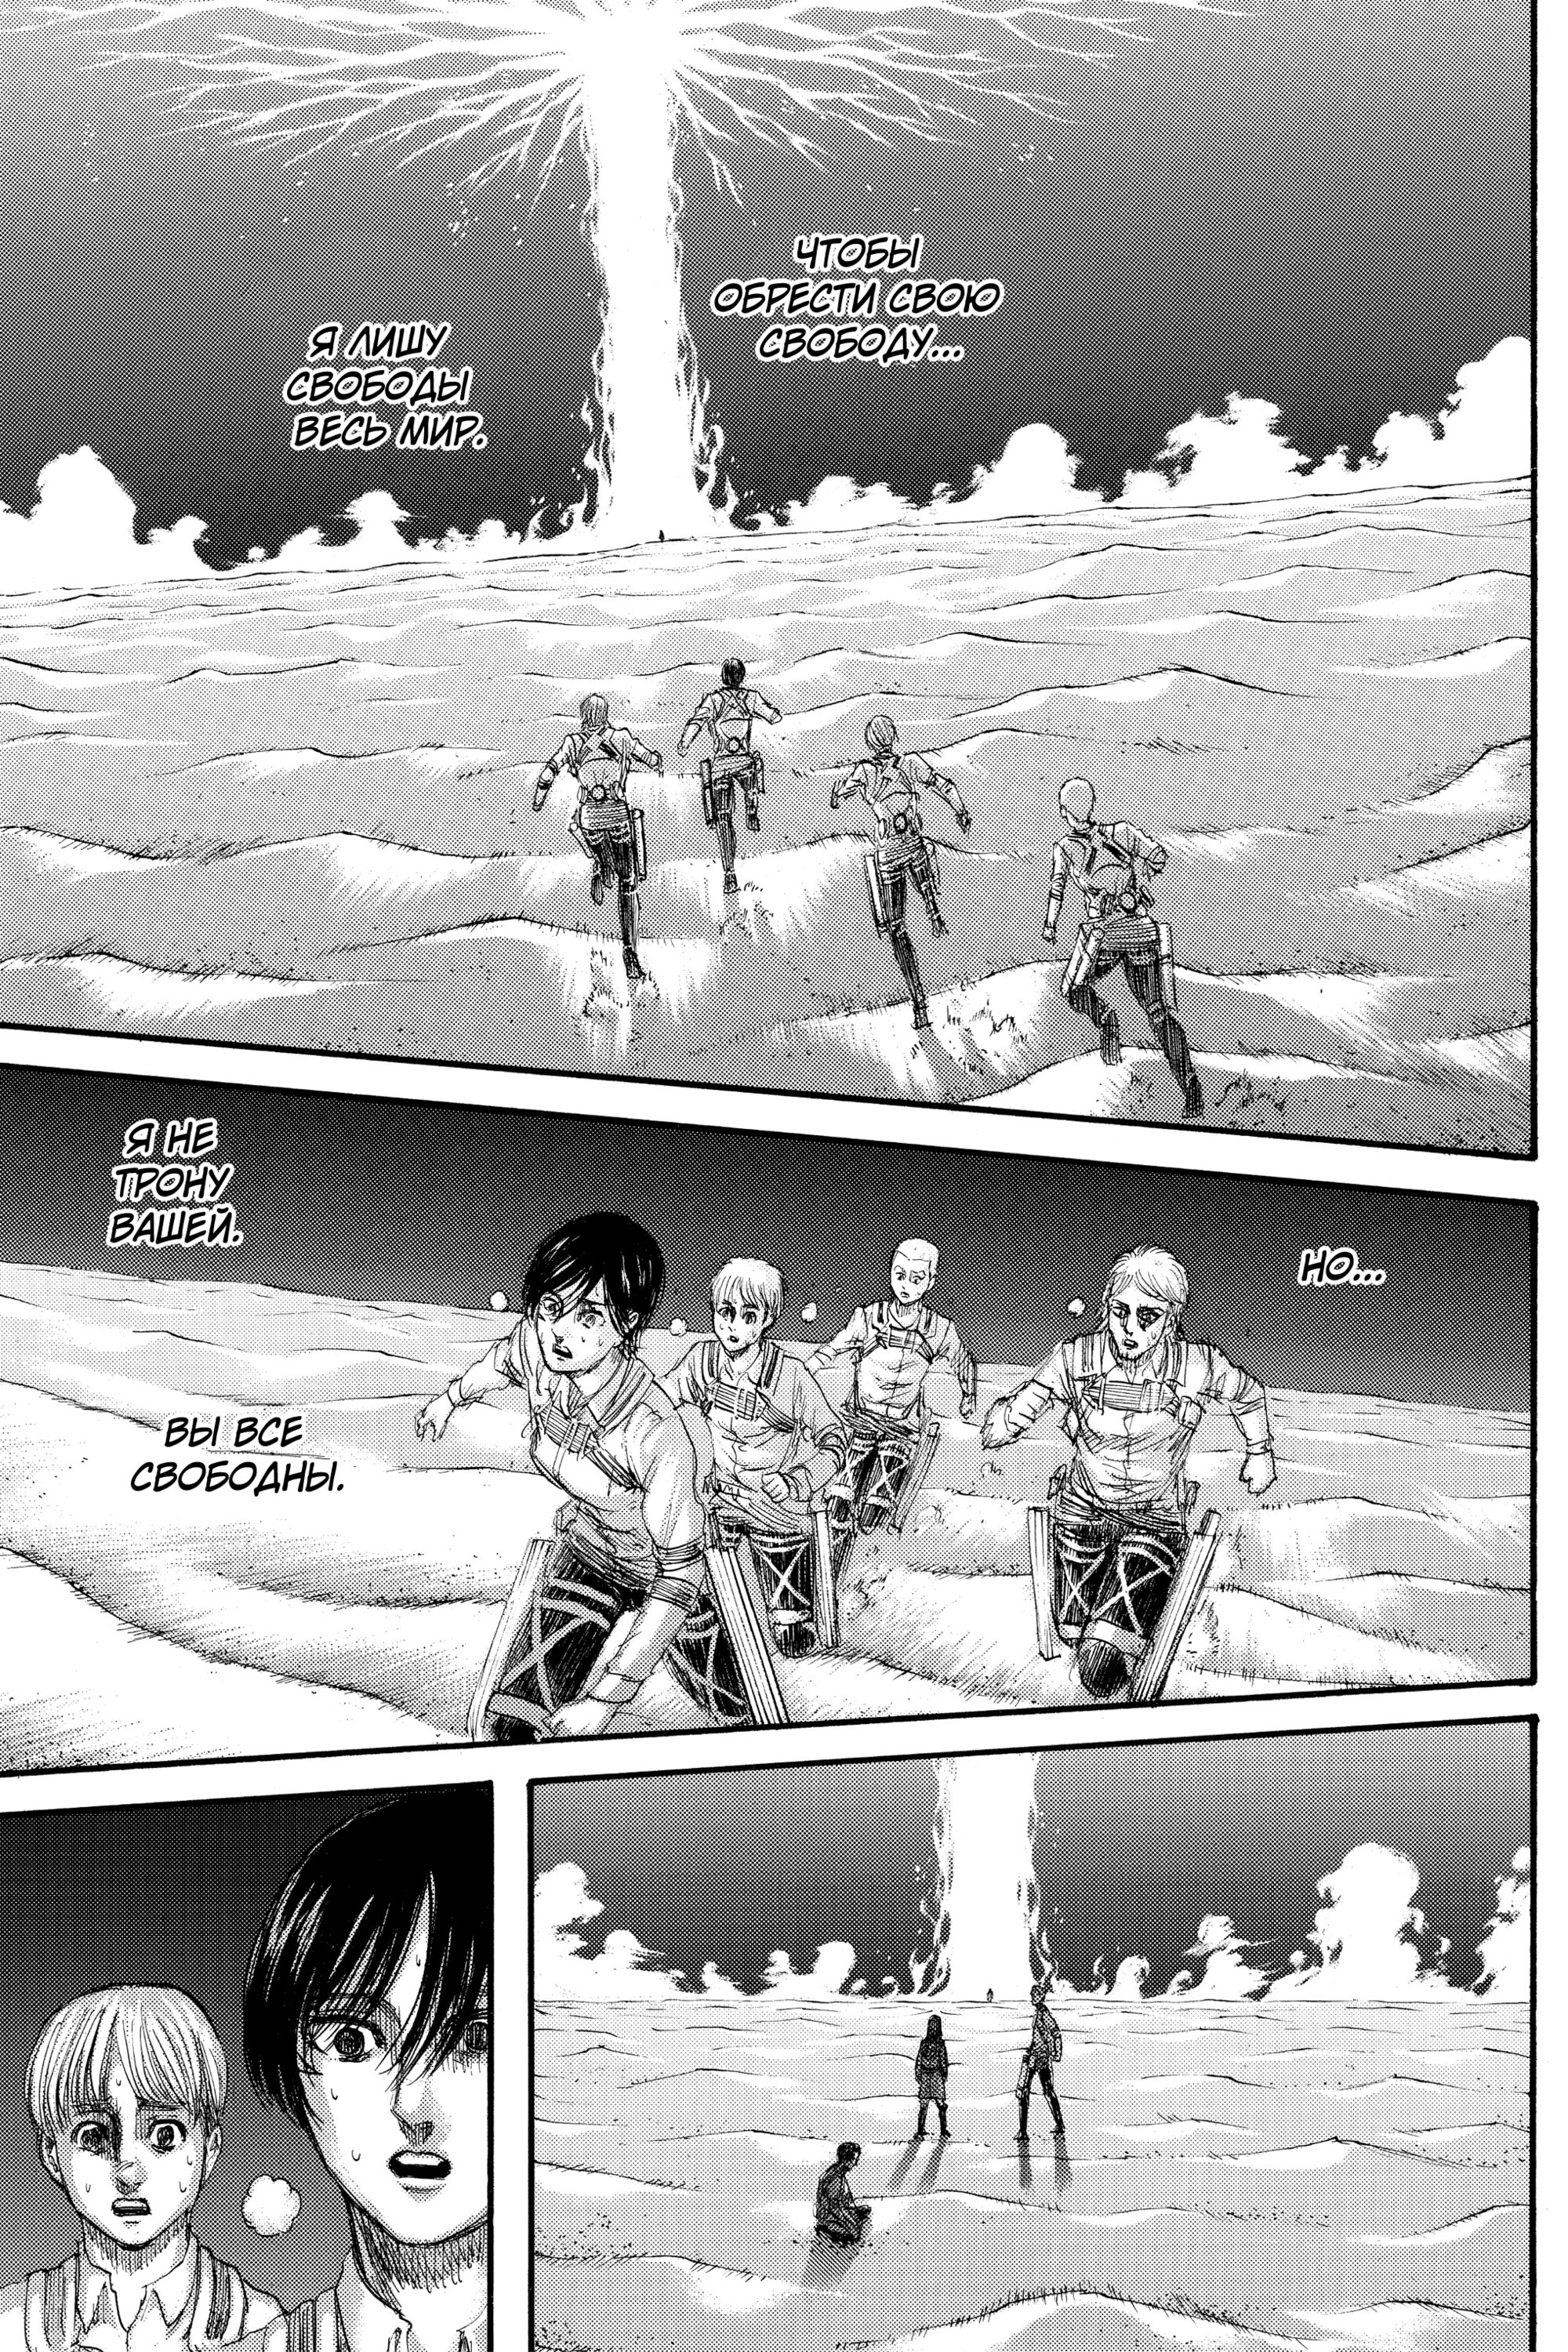 ЧТОБЫ
ОБРЕСТИ СВОЮ
СВОБОДУ...
Я ЛИШУ
СВОБОДЫ
ВЕСЬ МИР.
НО...
Я НЕ
ТРОНУ
ВАШЕЙ.
ВЫ ВСЕ
СВОБОДНЫ.